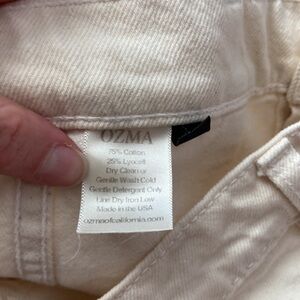 OZMA
75% Cotton
25% Lyocell
Dry Clean or
Gentle Wash Cold
Gentle Detergent Only
Line Dry Iron Low
Made in the USA
ozmaofcalifornia.com